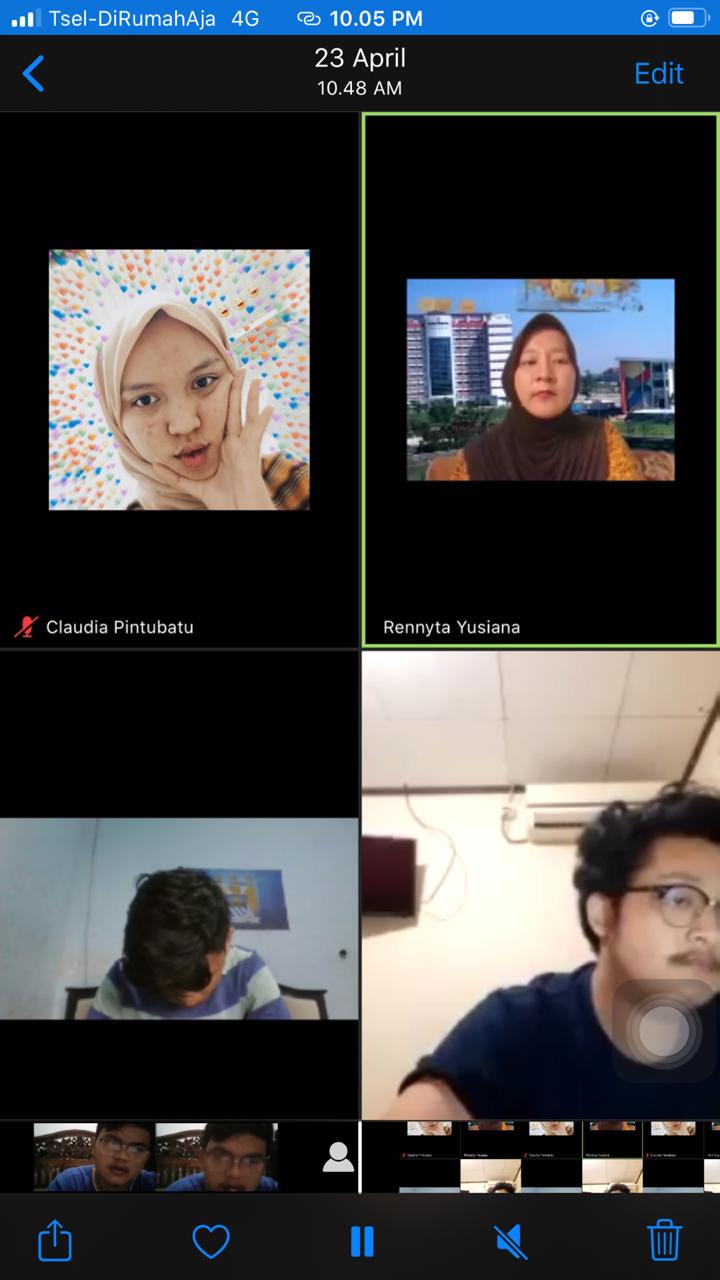 Tsel-DiRumahAja 4G 10.05 PM
23 April
10.48 AM
Edit
Claudia Pintubatu
Rennyta Yusiana